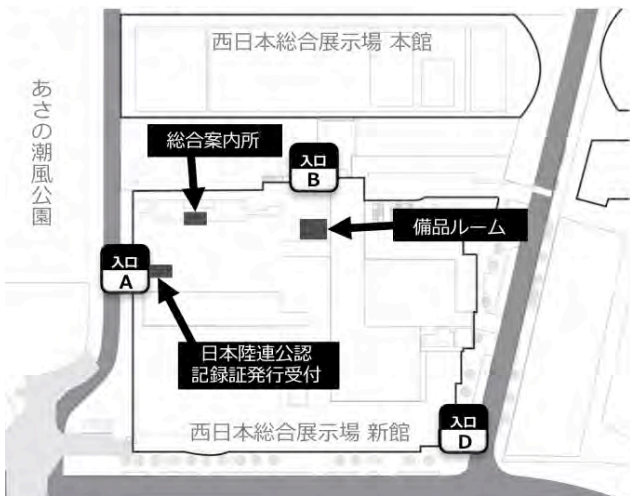 西日本総合展示場 本館
あさの潮風公園
総合案内所
入口
B
備品ルーム
入口
A
日本陸連公認
記録証発行受付
西日本総合展示場 新館
入口
D